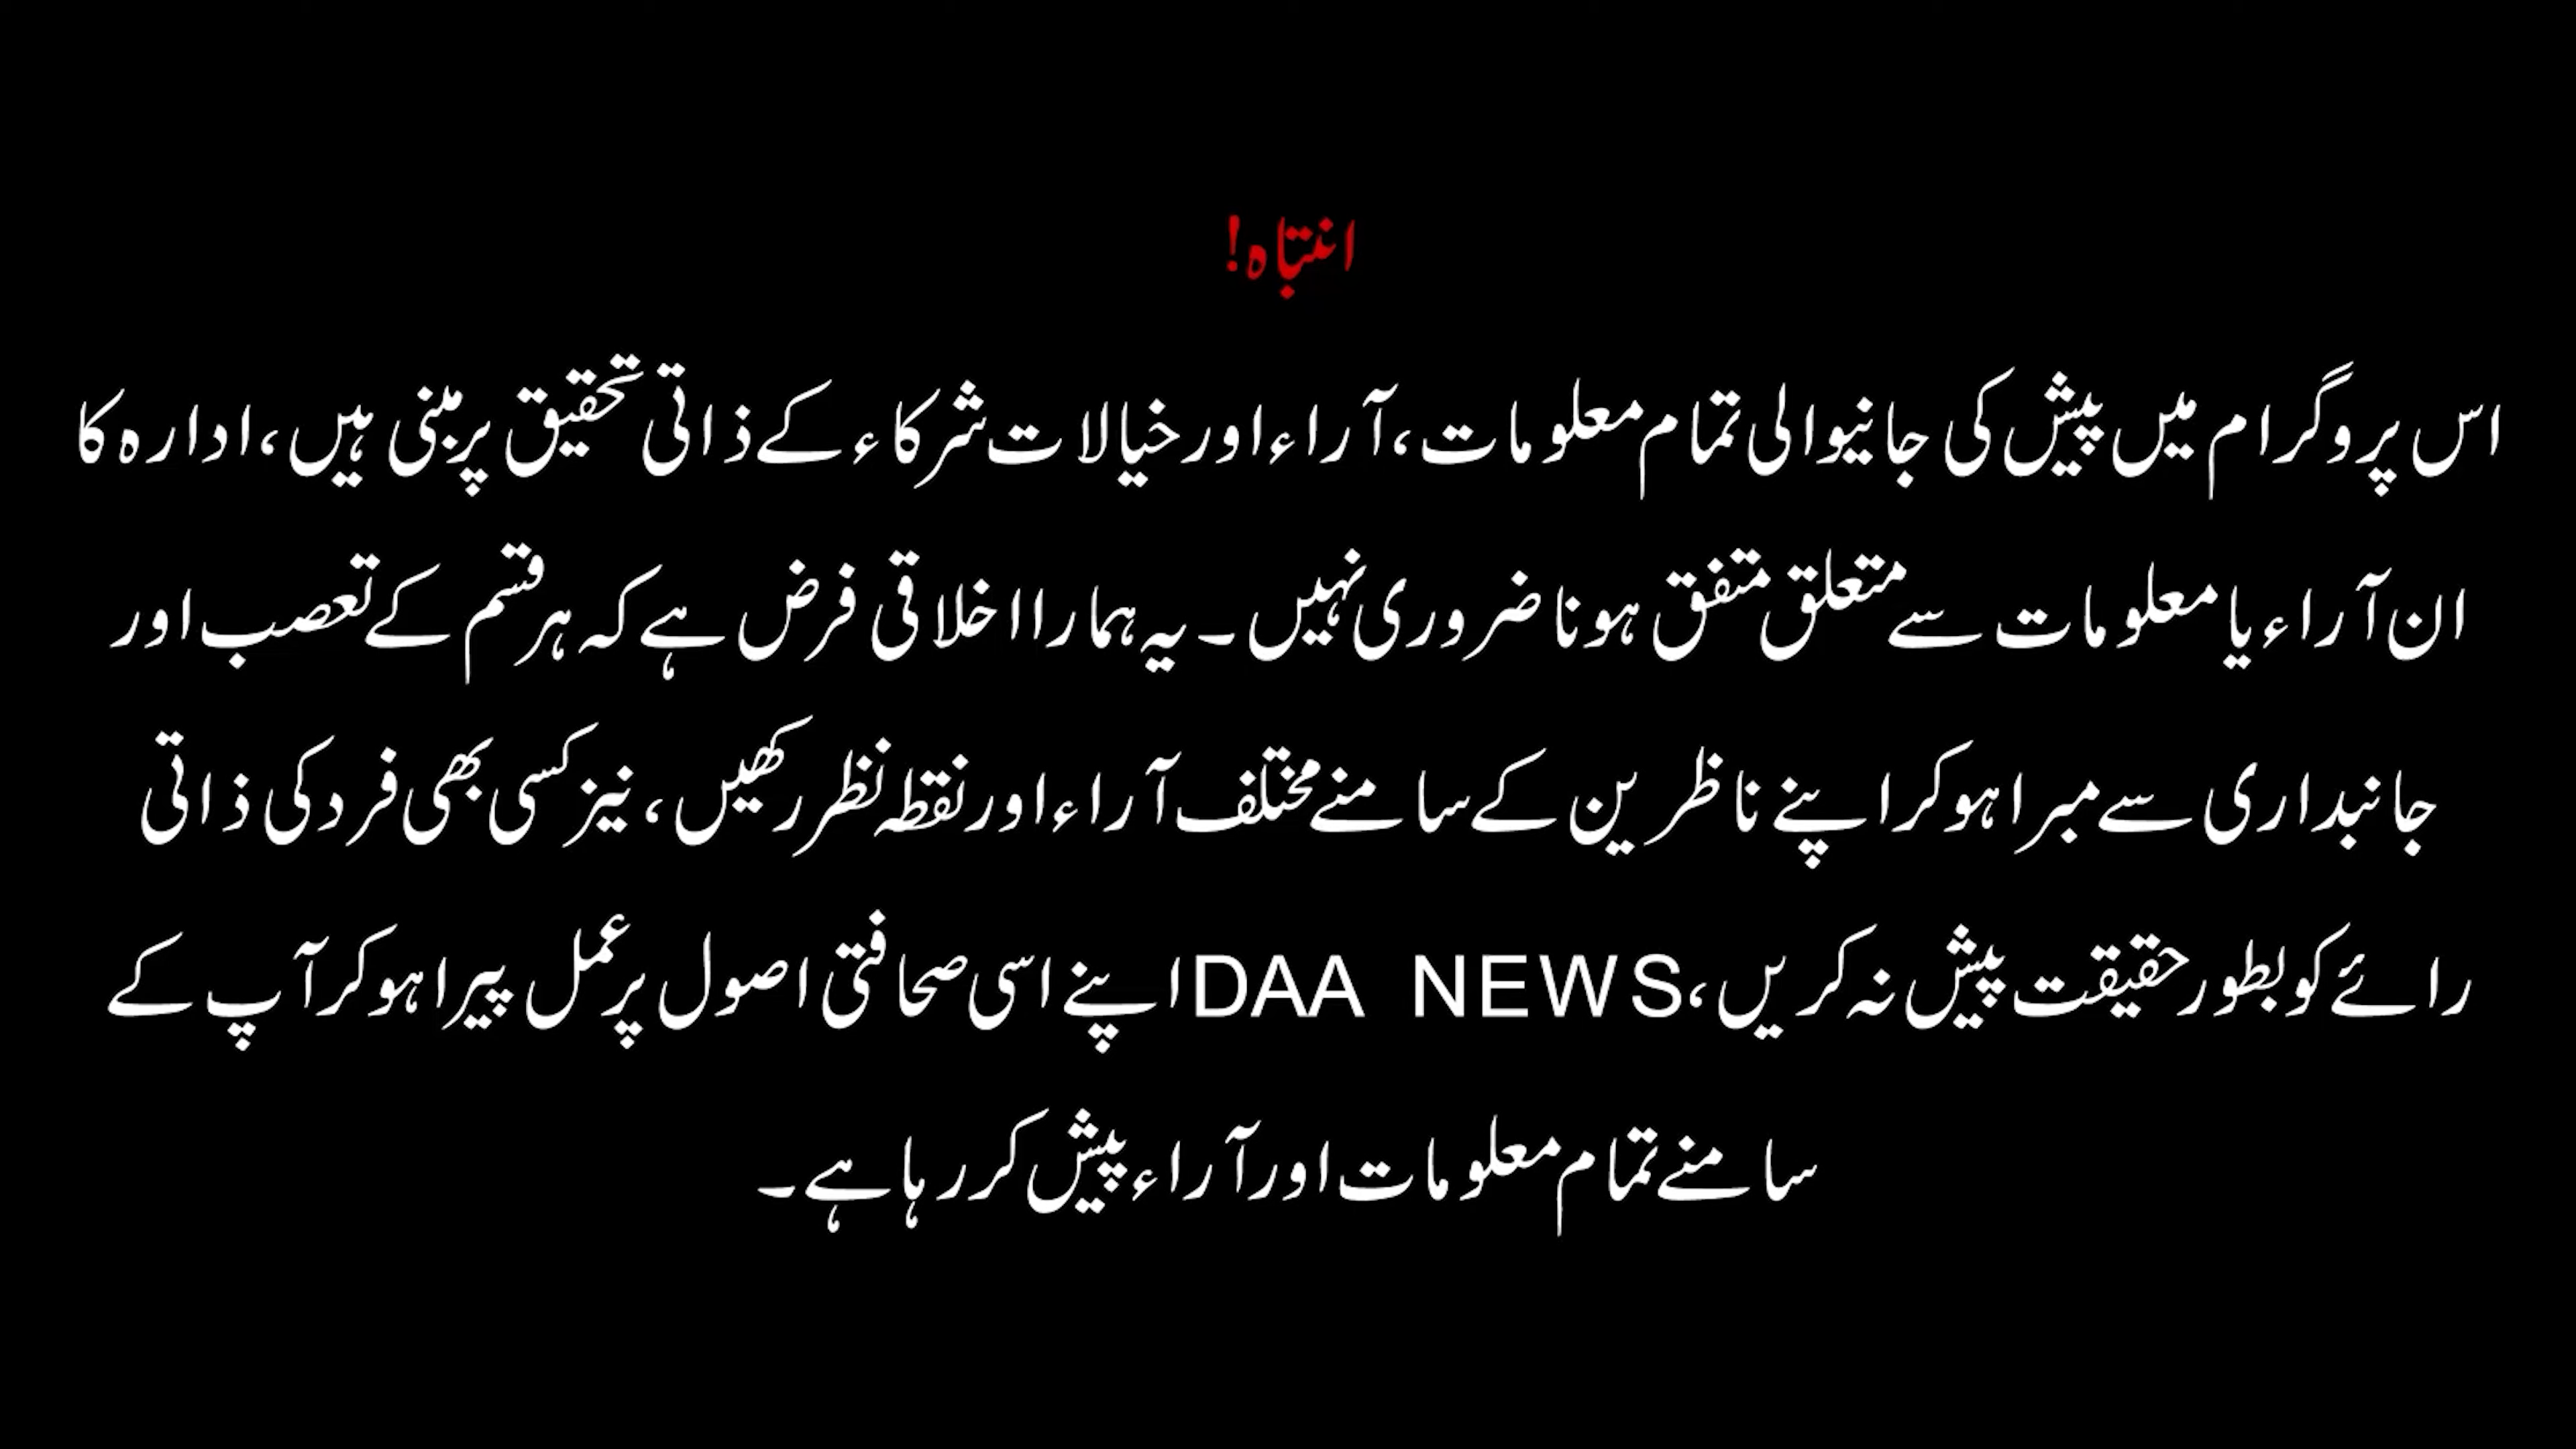 انتباہ!
اس پروگرام میں پیش کی جانیوالی تمام معلومات، آراء اور خیالات شرکاء کے ذاتی تحقیق پر مبنی ہیں، ادارہ کا
ان آراء یا معلومات سے متعلق متفق ہونا ضروری نہیں۔ یہ ہمارا اخلاقی فرض ہے کہ ہر قسم کے تعصب اور
جانبداری سے مبرا ہو کر اپنے ناظرین کے سامنے مختلف آراء اور نقطہ نظر رکھیں، نیز کسی بھی فرد کی ذاتی
رائے کو بطور حقیقت پیش نہ کریں، DAA NEWS اپنے اسی صحافتی اصول پر عمل پیرا ہو کر آپ کے
سامنے تمام معلومات اور آراء پیش کر رہا ہے۔